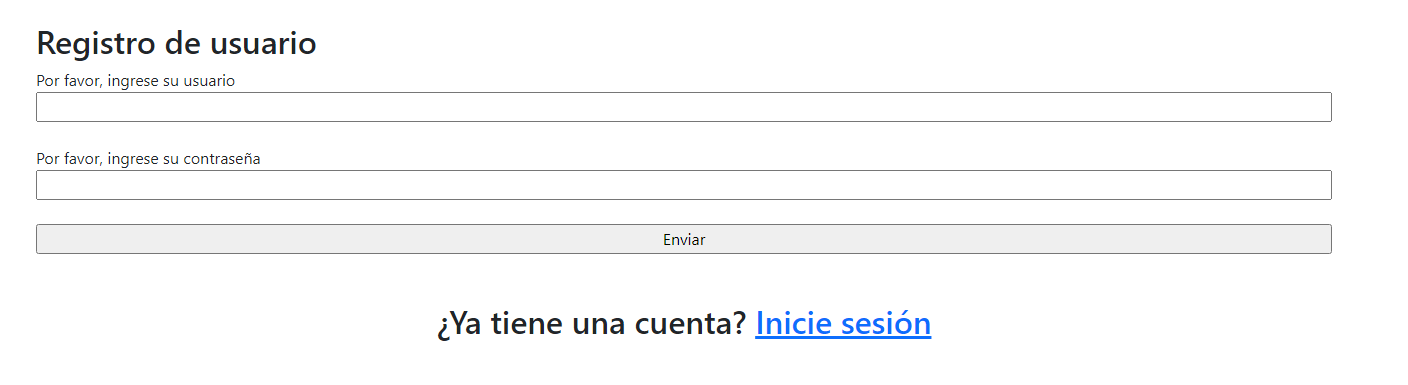 Registro de usuario
Por favor, ingrese su usuario
Por favor, ingrese su contraseña
Enviar
¿Ya tiene una cuenta? Inicie sesión